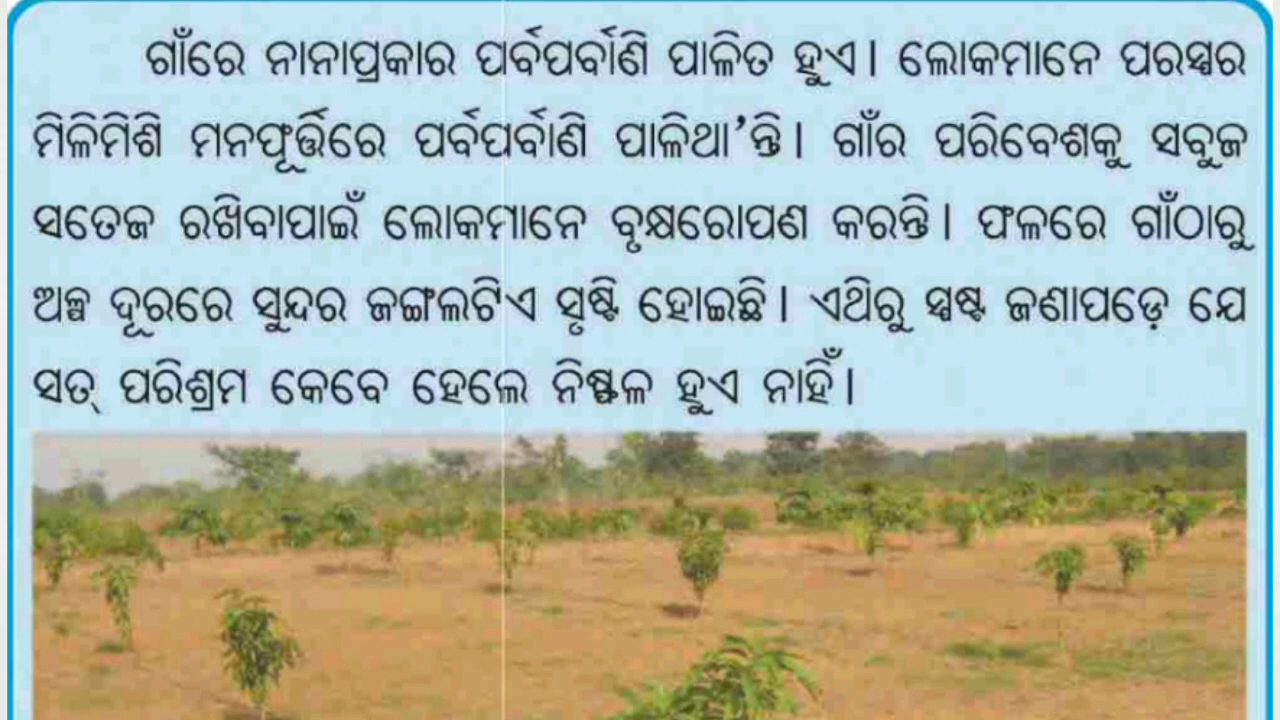 ଗାଁରେ ନାନାପ୍ରକାର ପର୍ବପର୍ବାଣି ପାଳିତ ହୁଏ। ଲୋକମାନେ ପରସ୍ପର
ମିଳିମିଶି ମନଫୂର୍ତ୍ତିରେ ପର୍ବପର୍ବାଣି ପାଳିଥା’ନ୍ତି। ଗାଁର ପରିବେଶକୁ ସବୁଜ
ସତେଜ ରଖିବାପାଇଁ ଲୋକମାନେ ବୃକ୍ଷରୋପଣ କରନ୍ତି। ଫଳରେ ଗାଁଠାରୁ
ଅଳ୍ପ ଦୂରରେ ସୁନ୍ଦର ଜଙ୍ଗଲଟିଏ ସୃଷ୍ଟି ହୋଇଛି। ଏଥିରୁ ସ୍ପଷ୍ଟ ଜଣାପଡ଼େ ଯେ
ସତ୍ ପରିଶ୍ରମ କେବେ ହେଲେ ନିଷ୍ଫଳ ହୁଏ ନାହିଁ।